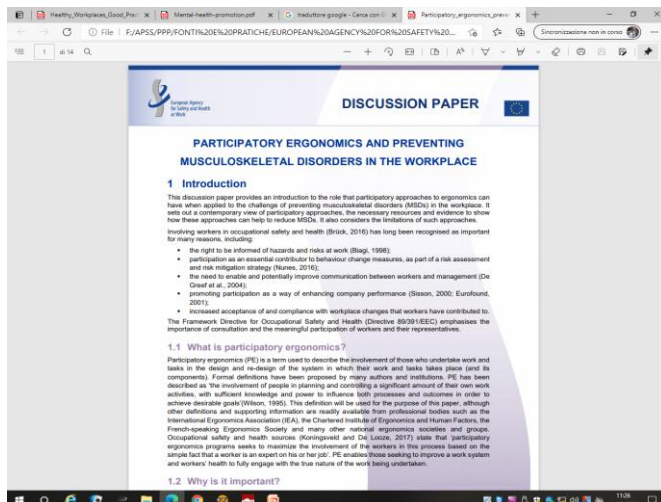 Healthy_Workplaces_Good_Prac
Mental-health-promotion.pdf
traduttore google - Cerca con G
Participatory_ergonomics_preve
File | F:/APSS/PPP/FONTI%20E%20PRATICHE/EUROPEAN%20AGENCY%20FOR%20SAFETY%20...
Sincronizzazione non in corso
1 di 14
European Agency
for Safety and Health
at Work
DISCUSSION PAPER
PARTICIPATORY ERGONOMICS AND PREVENTING
MUSCULOSKELETAL DISORDERS IN THE WORKPLACE
1 Introduction
This discussion paper provides an introduction to the role that participatory approaches to ergonomics can
have when applied to the challenge of preventing musculoskeletal disorders (MSDs) in the workplace. It
sets out a contemporary view of participatory approaches, the necessary resources and evidence to show
how these approaches can help to reduce MSDs. It also considers the limitations of such approaches.
Involving workers in occupational safety and health (Brück, 2016) has long been recognised as important
for many reasons, including:
• the right to be informed of hazards and risks at work (Biagi, 1998);
• participation as an essential contributor to behaviour change measures, as part of a risk assessment
and risk mitigation strategy (Nunes, 2016);
• the need to enable and potentially improve communication between workers and management (De
Greef et al., 2004);
• promoting participation as a way of enhancing company performance (Sisson, 2000; Eurofound,
2001);
• increased acceptance of and compliance with workplace changes that workers have contributed to.
The Framework Directive for Occupational Safety and Health (Directive 89/391/EEC) emphasises the
importance of consultation and the meaningful participation of workers and their representatives.
1.1 What is participatory ergonomics?
Participatory ergonomics (PE) is a term used to describe the involvement of those who undertake work and
tasks in the design and re-design of the system in which their work and tasks takes place (and its
components). Formal definitions have been proposed by many authors and institutions. PE has been
described as 'the involvement of people in planning and controlling a significant amount of their own work
activities, with sufficient knowledge and power to influence both processes and outcomes in order to
achieve desirable goals'(Wilson, 1995). This definition will be used for the purpose of this paper, although
other definitions and supporting information are readily available from professional bodies such as the
International Ergonomics Association (IEA), the Chartered Institute of Ergonomics and Human Factors, the
French-speaking Ergonomics Society and many other national ergonomics societies and groups.
Occupational safety and health sources (Koningsveld and De Looze, 2017) state that 'participatory
ergonomics programs seeks to maximize the involvement of the workers in this process based on the
simple fact that a worker is an expert on his or her job'. PE enables those seeking to improve a work system
and workers' health to fully engage with the true nature of the work being undertaken.
1.2 Why is it important?
11:26